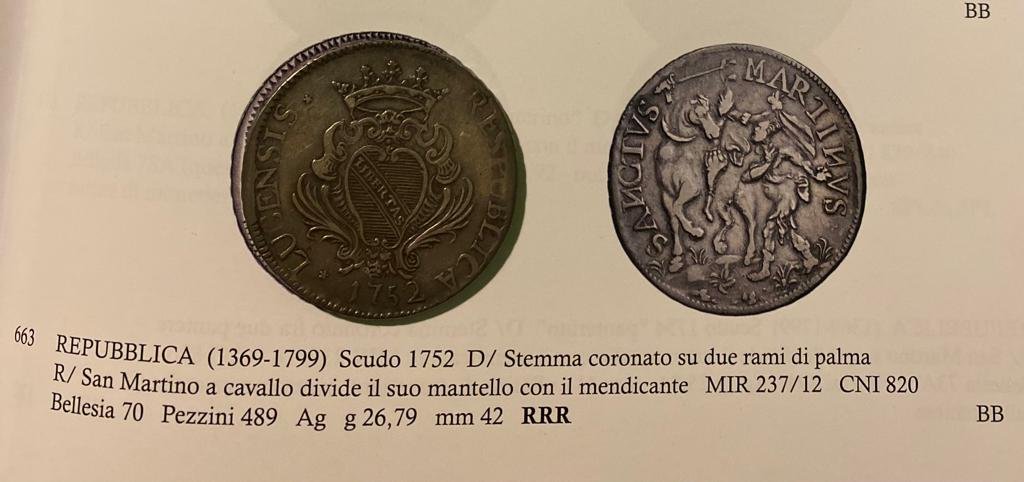 BB
RESPUBLICA
LUCENSIS
LIBERTAS
1752
SANCTVS MARTINVS
663 REPUBBLICA (1369-1799) Scudo 1752 D/ Stemma coronato su due rami di palma
R/ San Martino a cavallo divide il suo mantello con il mendicante MIR 237/12 CNI 820
Bellesia 70 Pezzini 489 Ag g 26,79 mm 42 RRR BB